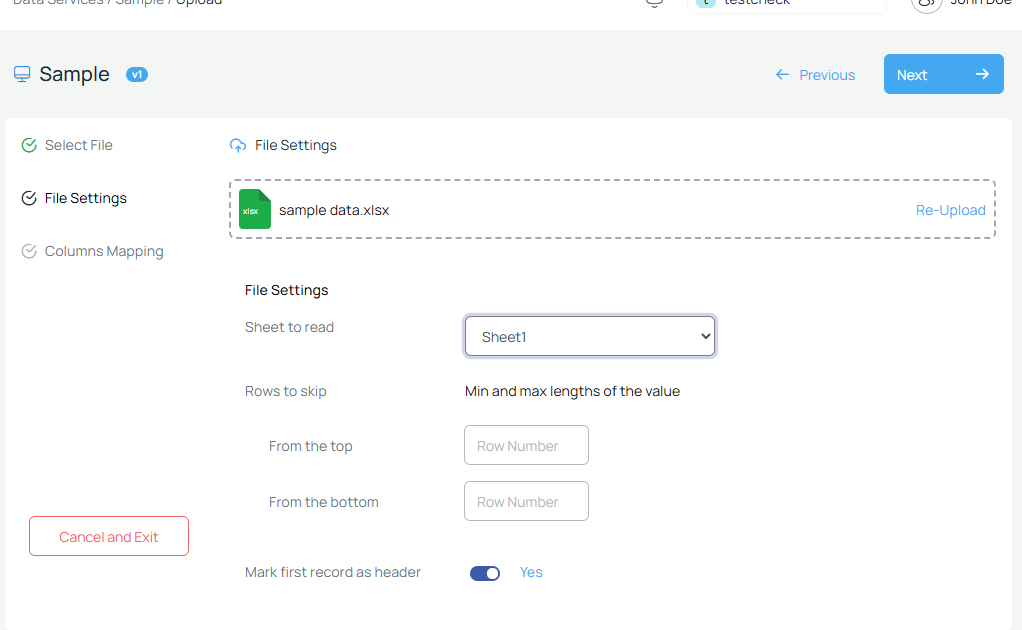 Data Services / Sample / Upload
t testcheck
John Doe
Sample v1
Previous
Next
Select File
File Settings
Columns Mapping
Cancel and Exit
File Settings
xlsx sample data.xlsx Re-Upload
File Settings
Sheet to read Sheet1
Rows to skip Min and max lengths of the value
From the top Row Number
From the bottom Row Number
Mark first record as header Yes